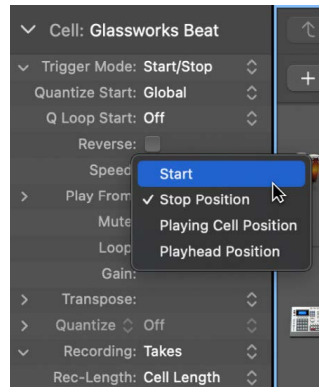 Cell: Glassworks Beat
Trigger Mode: Start/Stop
Quantize Start: Global
Q Loop Start: Off
Reverse:
Speed
Start
Play From
✓ Stop Position
Mute
Playing Cell Position
Loop
Playhead Position
Gain:
Transpose:
Quantize Off
Recording: Takes
Rec-Length: Cell Length